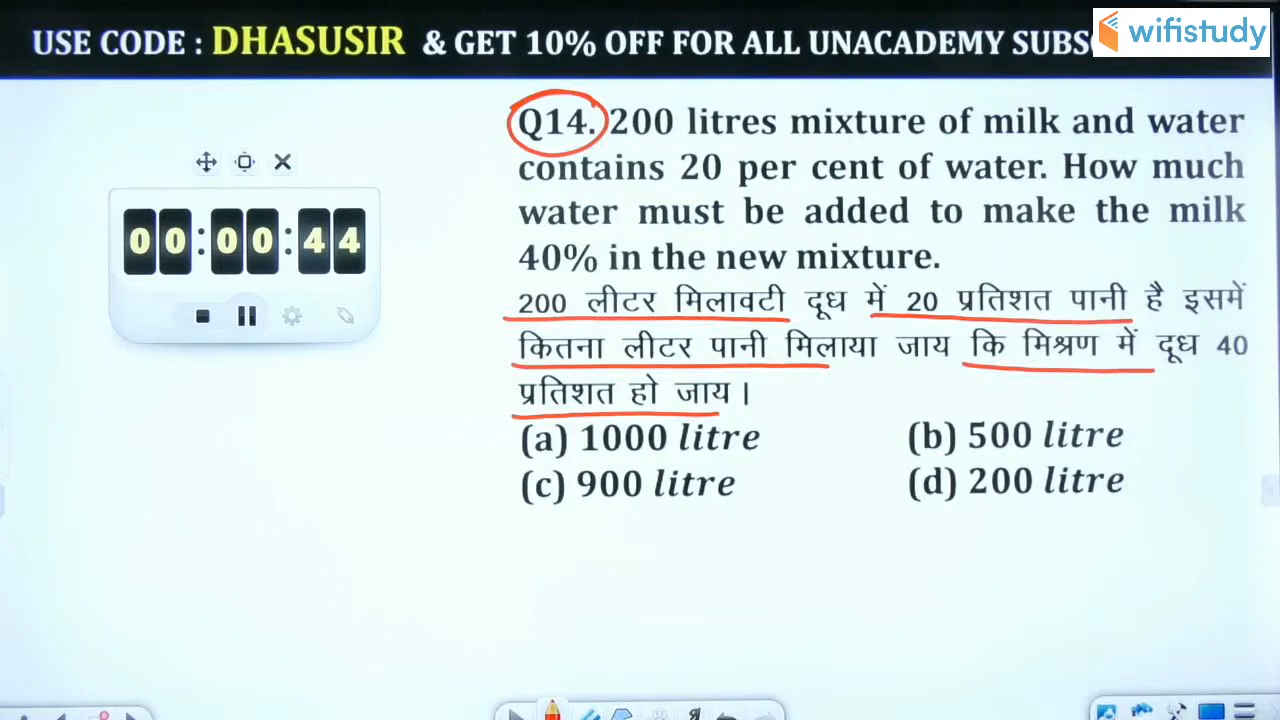 USE CODE : DHASUSIR & GET 10% OFF FOR ALL UNACADEMY
wifistudy
Q14. 200 litres mixture of milk and water
contains 20 per cent of water. How much
water must be added to make the milk
40% in the new mixture.
200 लीटर मिलावटी दूध में 20 प्रतिशत पानी है इसमें
कितना लीटर पानी मिलाया जाय कि मिश्रण में दूध 40
प्रतिशत हो जाय।
(a) 1000 litre (b) 500 litre
(c) 900 litre (d) 200 litre
00:00:44